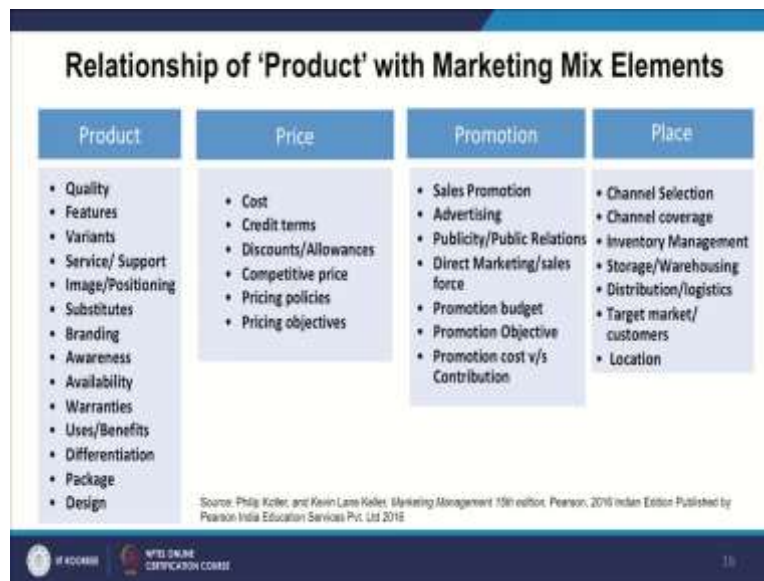 Relationship of ‘Product’ with Marketing Mix Elements
Product
• Quality
• Features
• Variants
• Service/ Support
• Image/Positioning
• Substitutes
• Branding
• Awareness
• Availability
• Warranties
• Uses/Benefits
• Differentiation
• Package
• Design
Price
• Cost
• Credit terms
• Discounts/Allowances
• Competitive price
• Pricing policies
• Pricing objectives
Promotion
• Sales Promotion
• Advertising
• Publicity/Public Relations
• Direct Marketing/sales
force
• Promotion budget
• Promotion Objective
• Promotion cost v/s
Contribution
Place
• Channel Selection
• Channel coverage
• Inventory Management
• Storage/Warehousing
• Distribution/logistics
• Target market/
customers
• Location
Source: Philip Kotler, and Kevin Lane Keller, Marketing Management 15th edition, Pearson, 2016 Indian Edition Published by
Pearson India Education Services Pvt. Ltd 2016
IIT ROORKEE
NPTEL ONLINE
CERTIFICATION COURSE